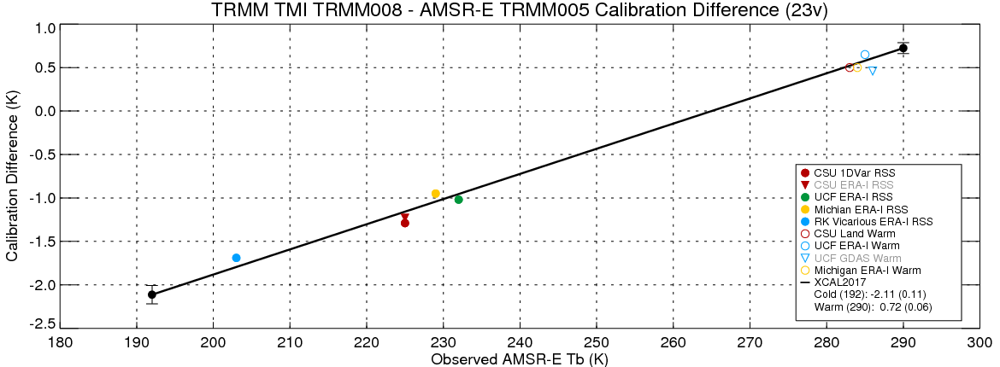 TRMM TMI TRMM008 - AMSR-E TRMM005 Calibration Difference (23v)
1.0
0.5
0.0
-0.5
-1.0
-1.5
-2.0
-2.5
Calibration Difference (K)
180 190 200 210 220 230 240 250 260 270 280 290 300
Observed AMSR-E Tb (K)
CSU 1DVar RSS
CSU ERA-I RSS
UCF ERA-I RSS
Michian ERA-I RSS
RK Vicarious ERA-I RSS
CSU Land Warm
UCF ERA-I Warm
UCF GDAS Warm
Michigan ERA-I Warm
XCAL2017
Cold (192): -2.11 (0.11)
Warm (290): 0.72 (0.06)